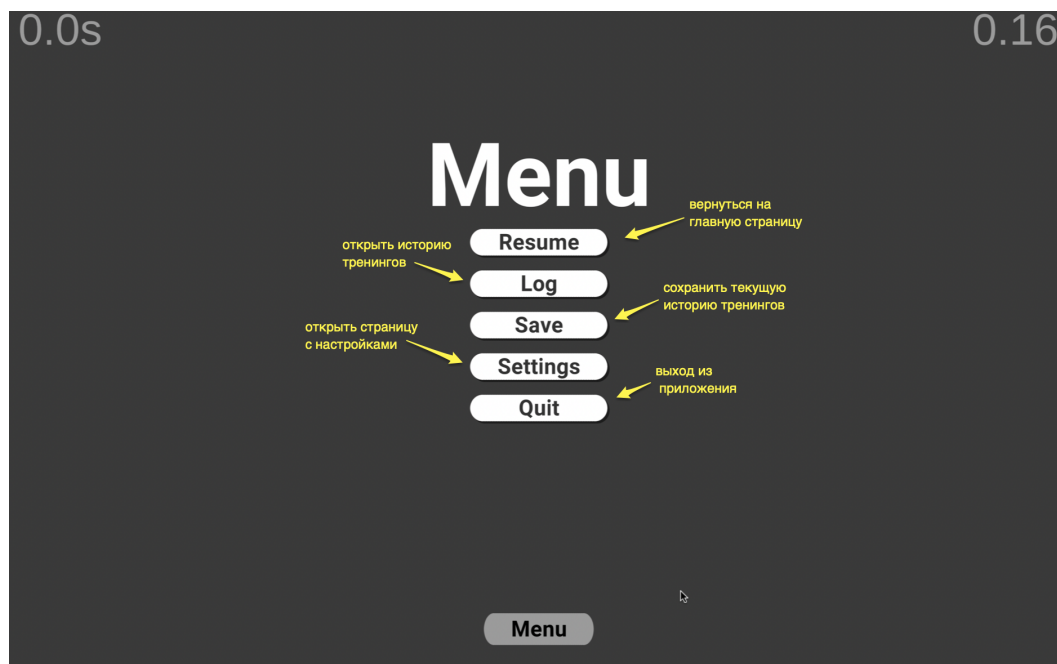 0.0s
0.16
Menu
вернуться на
главную страницу
Resume
открыть историю
тренингов
Log
сохранить текущую
историю тренингов
Save
открыть страницу
с настройками
Settings
выход из
приложения
Quit
Menu